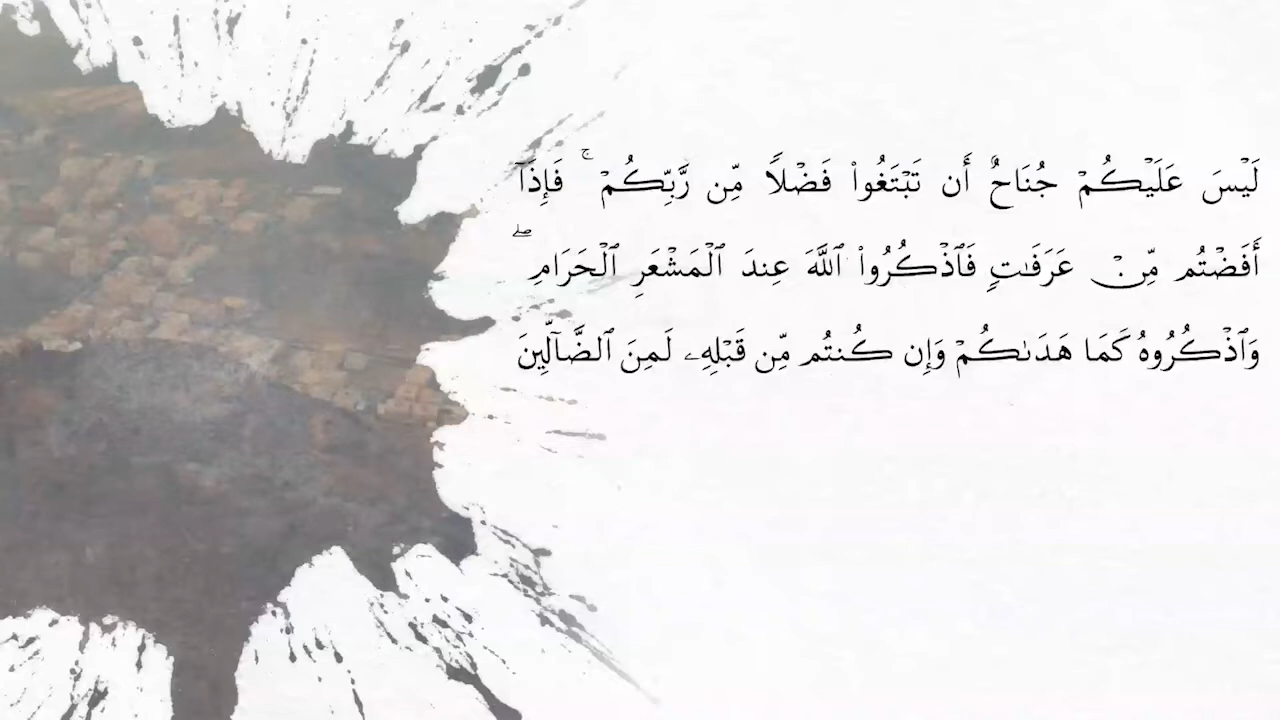 لَيْسَ عَلَيْكُمْ جُنَاحٌ أَن تَبْتَغُوا۟ فَضْلًا مِّن رَّبِّكُمْ ۚ فَإِذَآ
أَفَضْتُم مِّنْ عَرَفَـٰتٍ فَٱذْكُرُوا۟ ٱللَّهَ عِندَ ٱلْمَشْعَرِ ٱلْحَرَامِ ۖ
وَٱذْكُرُوهُ كَمَا هَدَىٰكُمْ وَإِن كُنتُم مِّن قَبْلِهِۦ لَمِنَ ٱلضَّآلِّينَ